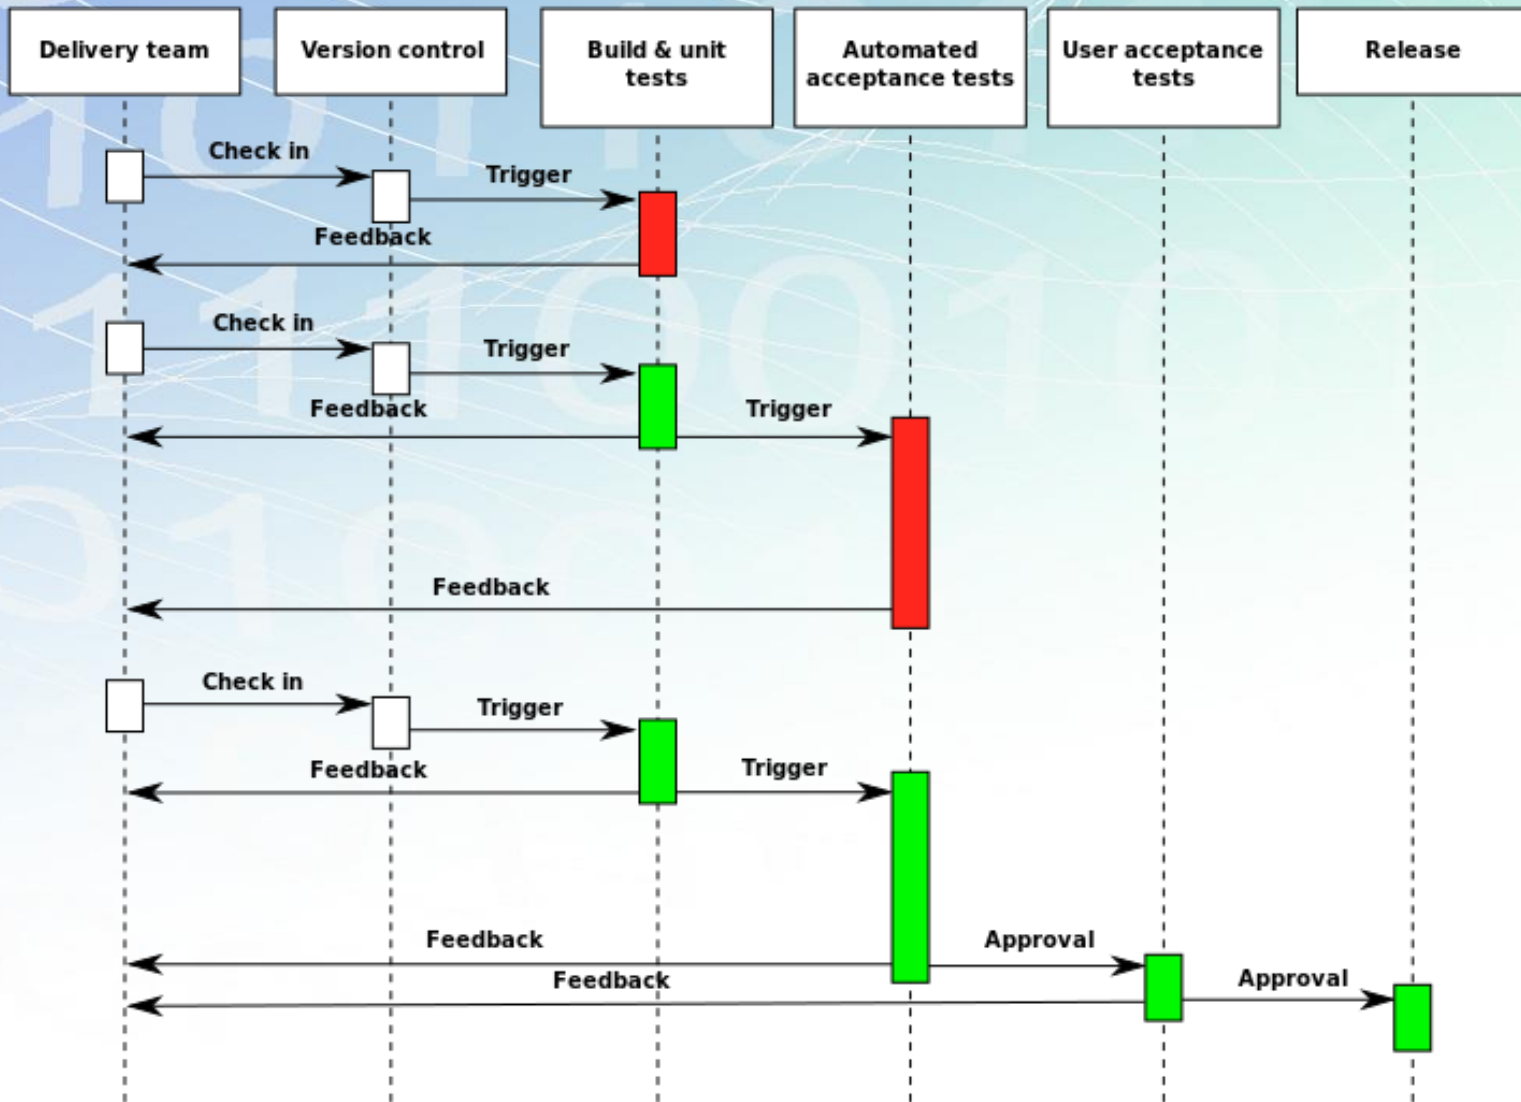 Delivery team
Version control
Build & unit
tests
Automated
acceptance tests
User acceptance
tests
Release
Check in
Trigger
Feedback
Check in
Trigger
Feedback
Trigger
Feedback
Check in
Trigger
Feedback
Trigger
Feedback
Approval
Feedback
Approval